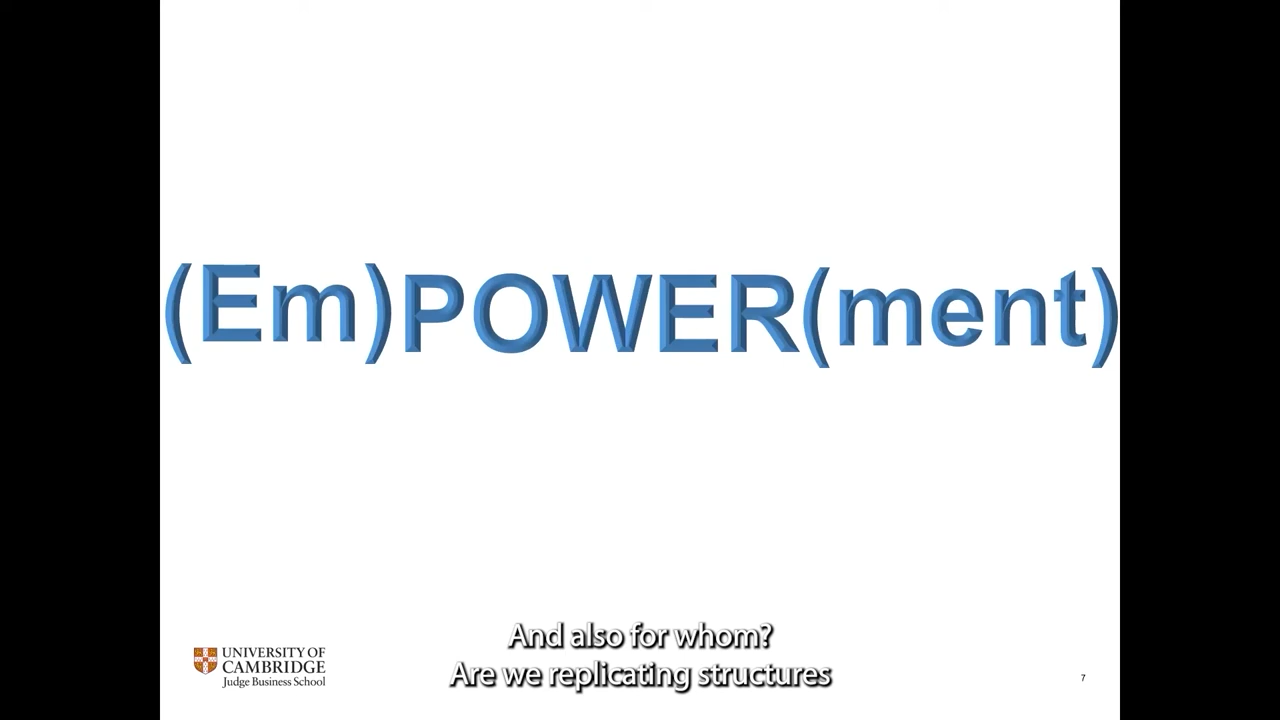 (Em)POWER(ment)
And also for whom?
Are we replicating structures
UNIVERSITY OF
CAMBRIDGE
Judge Business School
7